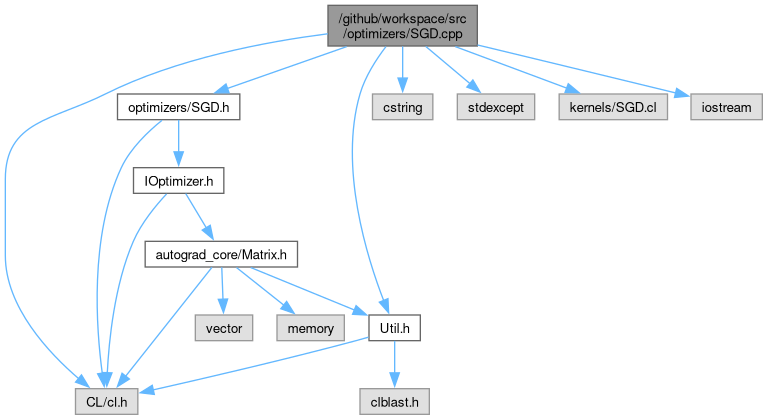 /github/workspace/src
/optimizers/SGD.cpp
optimizers/SGD.h
cstring
stdexcept
kernels/SGD.cl
iostream
IOptimizer.h
autograd_core/Matrix.h
vector
memory
Util.h
CL/cl.h
clblast.h